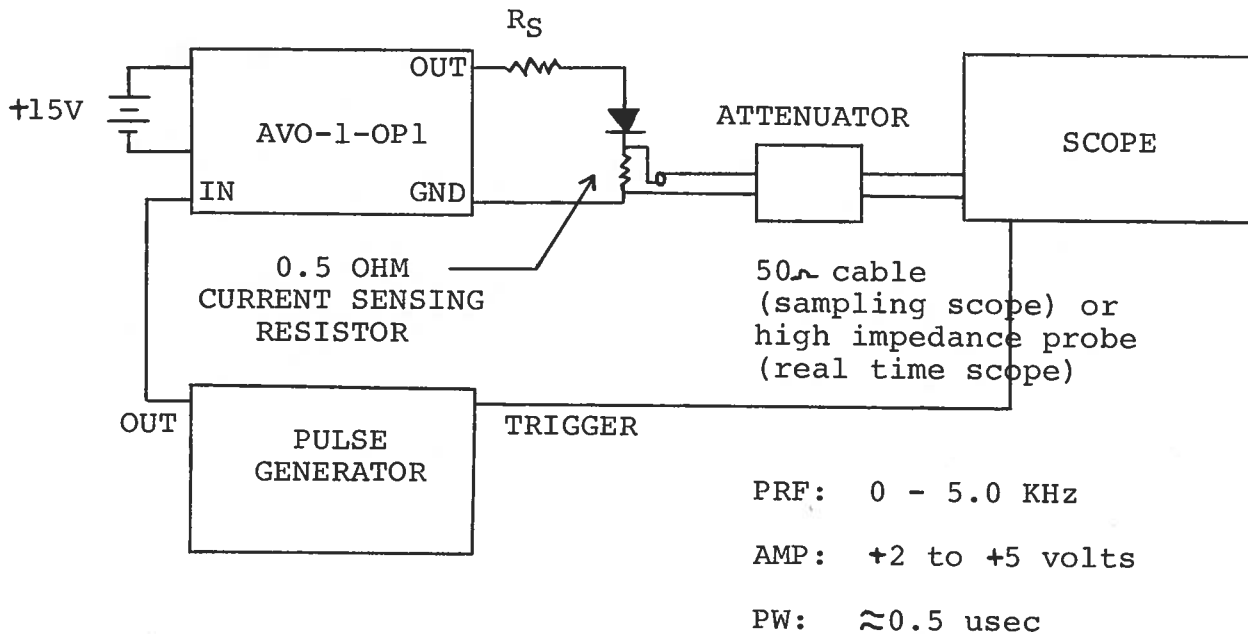 RS
OUT
+15V
AVO-1-OP1
ATTENUATOR
SCOPE
IN
GND
0.5 OHM
CURRENT SENSING
RESISTOR
50Ω cable
(sampling scope) or
high impedance probe
(real time scope)
OUT
TRIGGER
PULSE
GENERATOR
PRF: 0 - 5.0 KHz
AMP: +2 to +5 volts
PW: ≈0.5 usec